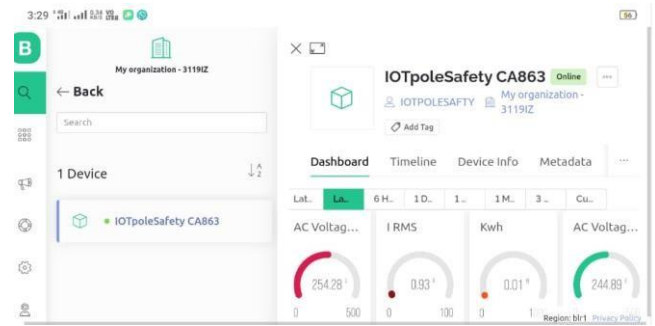 3:29
56
B
My organization - 3119IZ
← Back
Search
1 Device
IOTpoleSafety CA863
IOTpoleSafety CA863 Online
IOTPOLESAFTY My organization - 3119IZ
Add Tag
Dashboard Timeline Device Info Metadata ...
Lat.. La.. 6 H.. 1 D.. 1 .. 1 M.. 3 .. Cu..
AC Voltag... I RMS Kwh AC Voltag...
254.28 0.93 0.01 244.89
0 500 0 100 0 1
Region: blr1 Privacy Policy